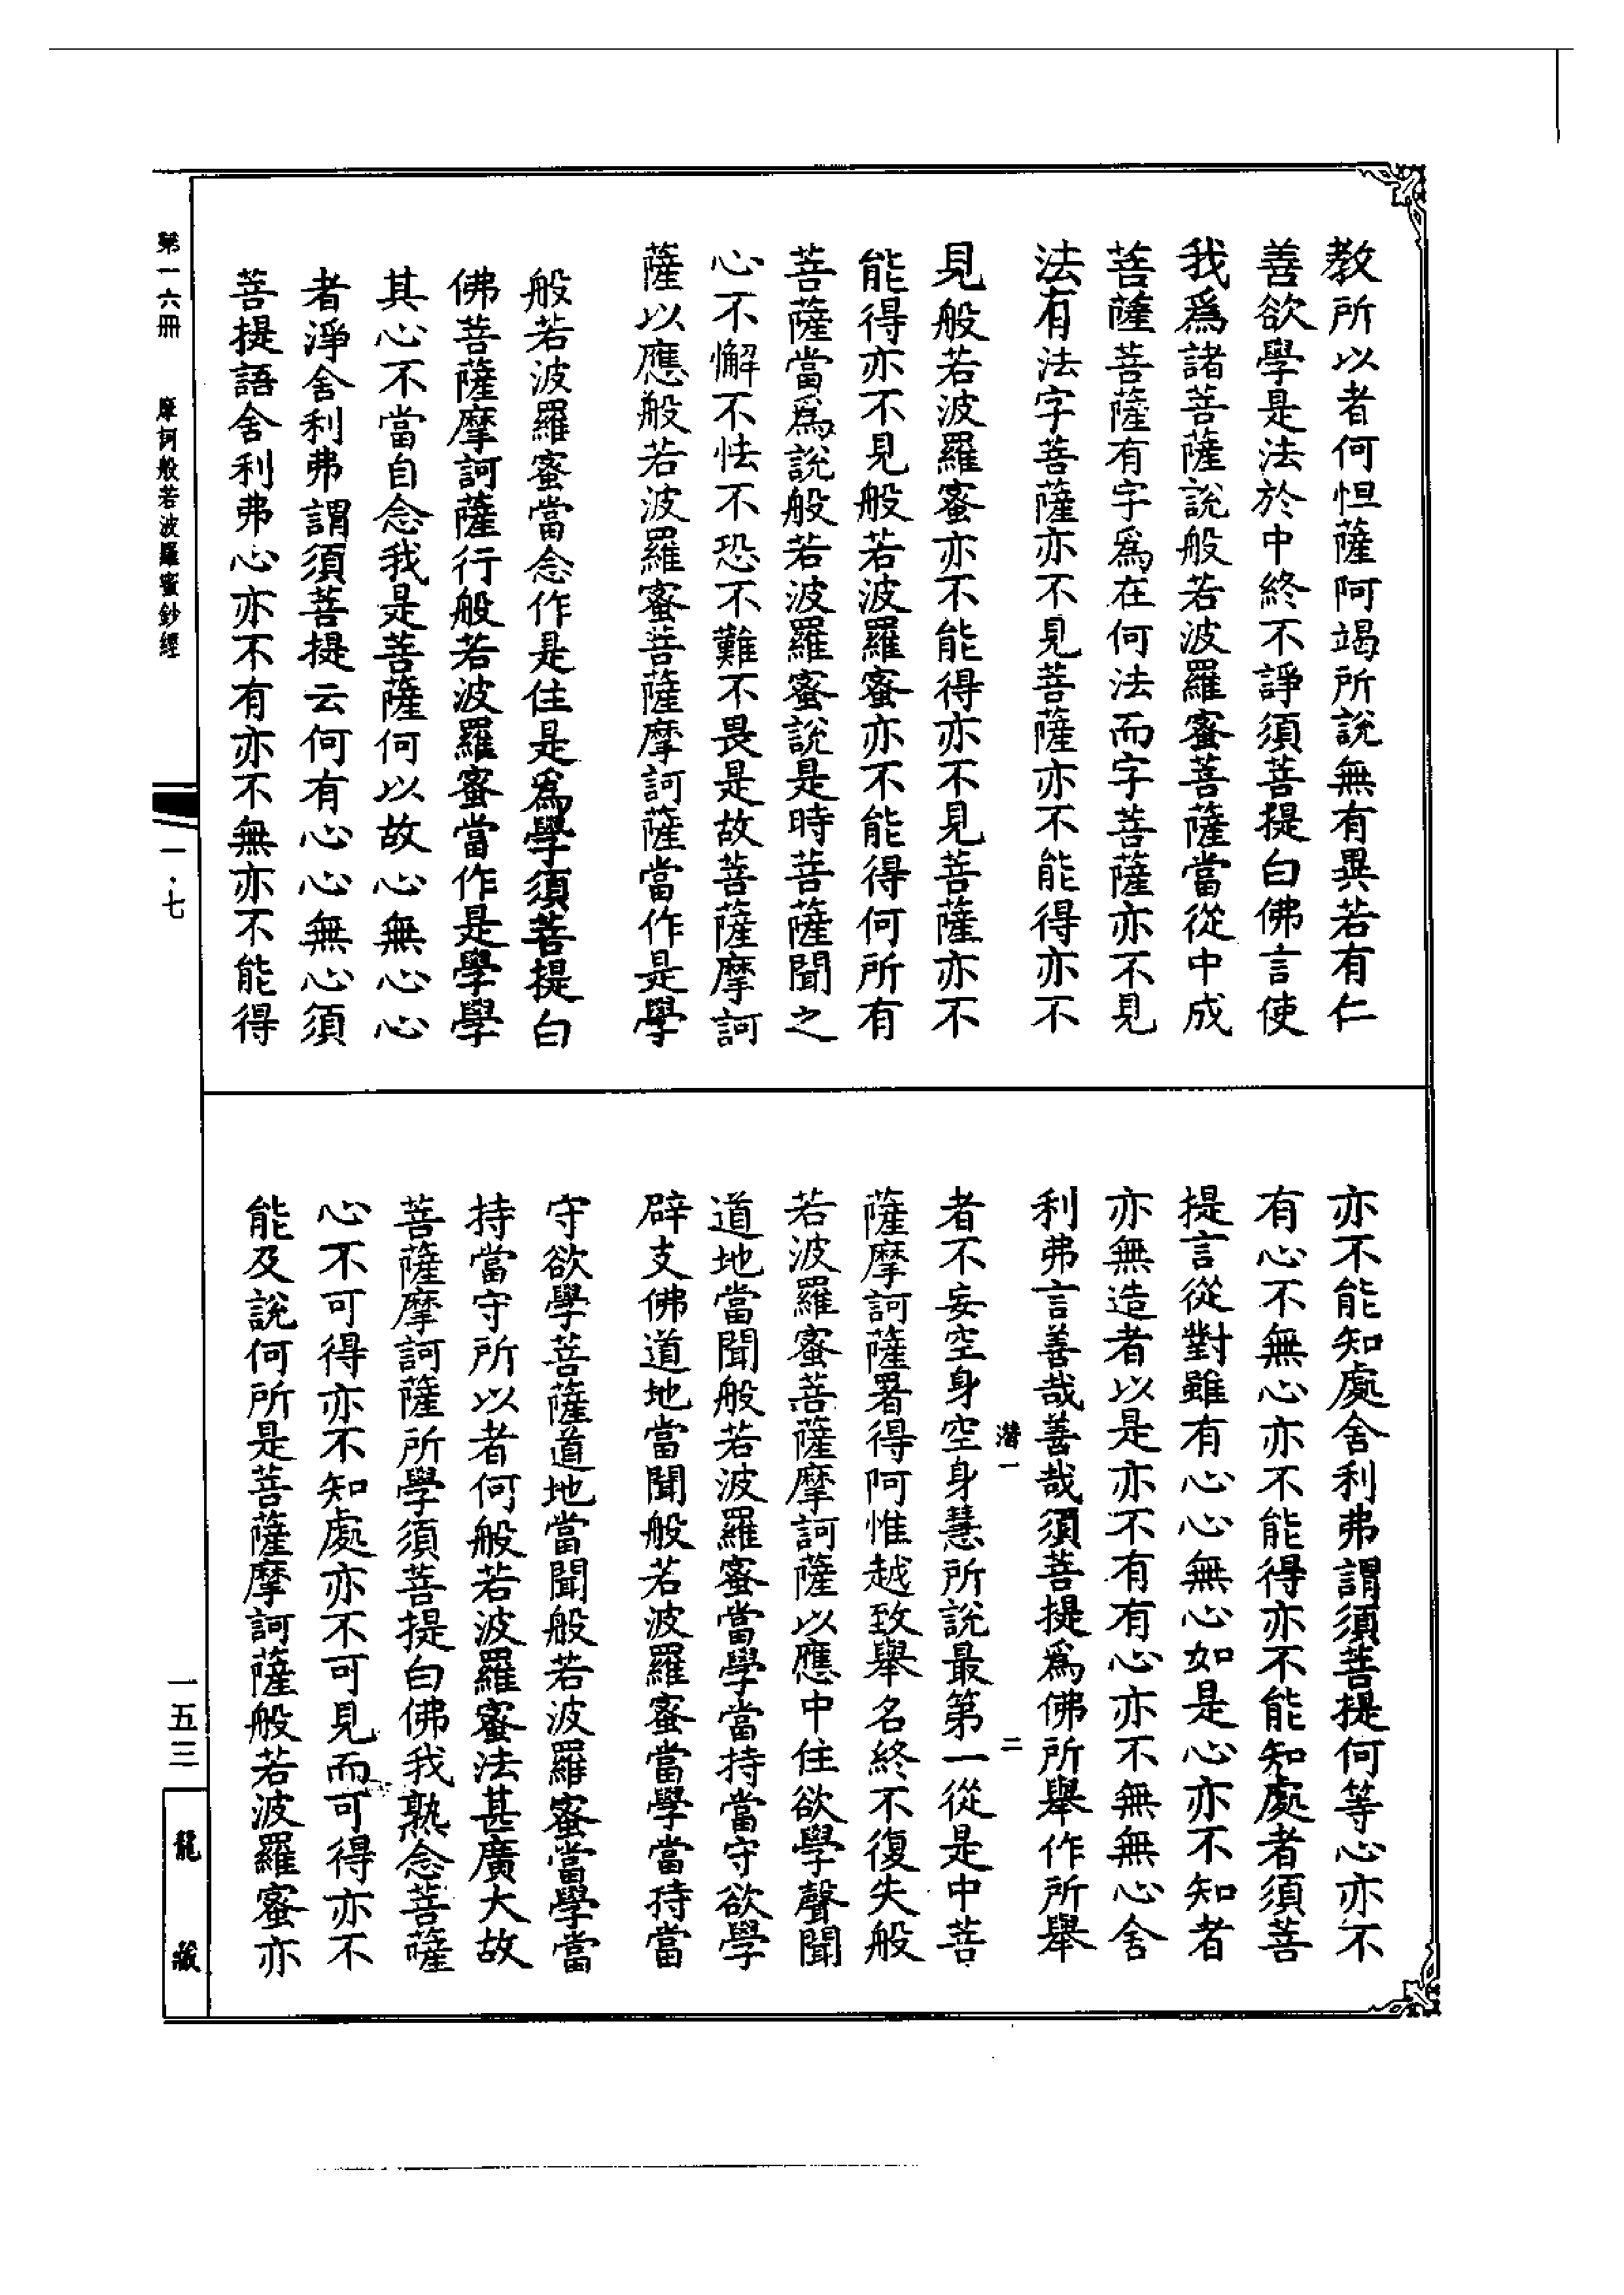 教所以者何怛薩阿竭所說無有異若有仁
善欲學是法於中終不諍須菩提白佛言使
我爲諸菩薩說般若波羅蜜菩薩當從中成
菩薩菩薩有字爲在何法而字菩薩亦不見
法有法字菩薩亦不見菩薩亦不能得亦不
見般若波羅蜜亦不能得亦不見菩薩亦不
能得亦不見般若波羅蜜亦不能得何所有
菩薩當爲說般若波羅蜜說是時菩薩聞之
心不懈不怯不恐不難不畏是故菩薩摩訶
薩以應般若波羅蜜菩薩摩訶薩當作是學
般若波羅蜜當念作是住是爲學須菩提白
佛菩薩摩訶薩行般若波羅蜜當作是學學
其心不當自念我是菩薩何以故心無心心
者淨舍利弗謂須菩提云何有心心無心須
菩提語舍利弗心亦不有亦不無亦不能得
亦不能知處舍利弗謂須菩提何等心亦不
有心不無心亦不能得亦不能知處者須菩
提言從對雖有心心無心如是心亦不知者
亦無造者以是亦不有有心亦不無無心舍
利弗言善哉善哉須菩提爲佛所舉作所舉
潛一 二
者不妄空身空身慧所說最第一從是中菩
薩摩訶薩署得阿惟越致舉名終不復失般
若波羅蜜菩薩摩訶薩以應中住欲學聲聞
道地當聞般若波羅蜜當學當持當守欲學
辟支佛道地當聞般若波羅蜜當學當持當
守欲學菩薩道地當聞般若波羅蜜當學當
持當守所以者何般若波羅蜜法甚廣大故
菩薩摩訶薩所學須菩提白佛我熟念菩薩
心不可得亦不知處亦不可見而可得亦不
能及說何所是菩薩摩訶薩般若波羅蜜亦
第一六冊 摩訶般若波羅蜜鈔經
一·七
一五三
龍藏